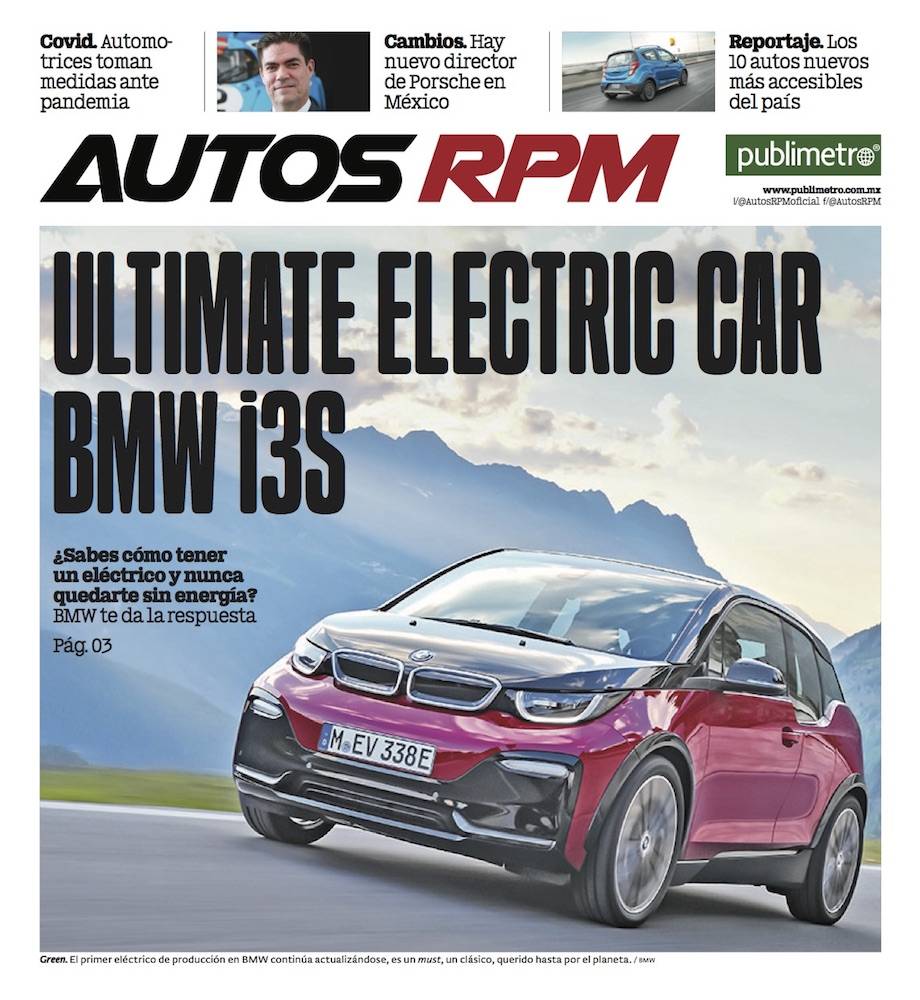 Covid. Automo-
trices toman
medidas ante
pandemia
Cambios. Hay
nuevo director
de Porsche en
México
Reportaje. Los
10 autos nuevos
más accesibles
del país
AUTOS RPM
publimetro®
www.publimetro.com.mx
I/@AutosRPMoficial f/@AutosRPM
ULTIMATE ELECTRIC CAR
BMW i3S
¿Sabes cómo tener
un eléctrico y nunca
quedarte sin energía?
BMW te da la respuesta
Pág. 03
M EV 338E
Green. El primer eléctrico de producción en BMW continúa actualizándose, es un must, un clásico, querido hasta por el planeta. / BMW